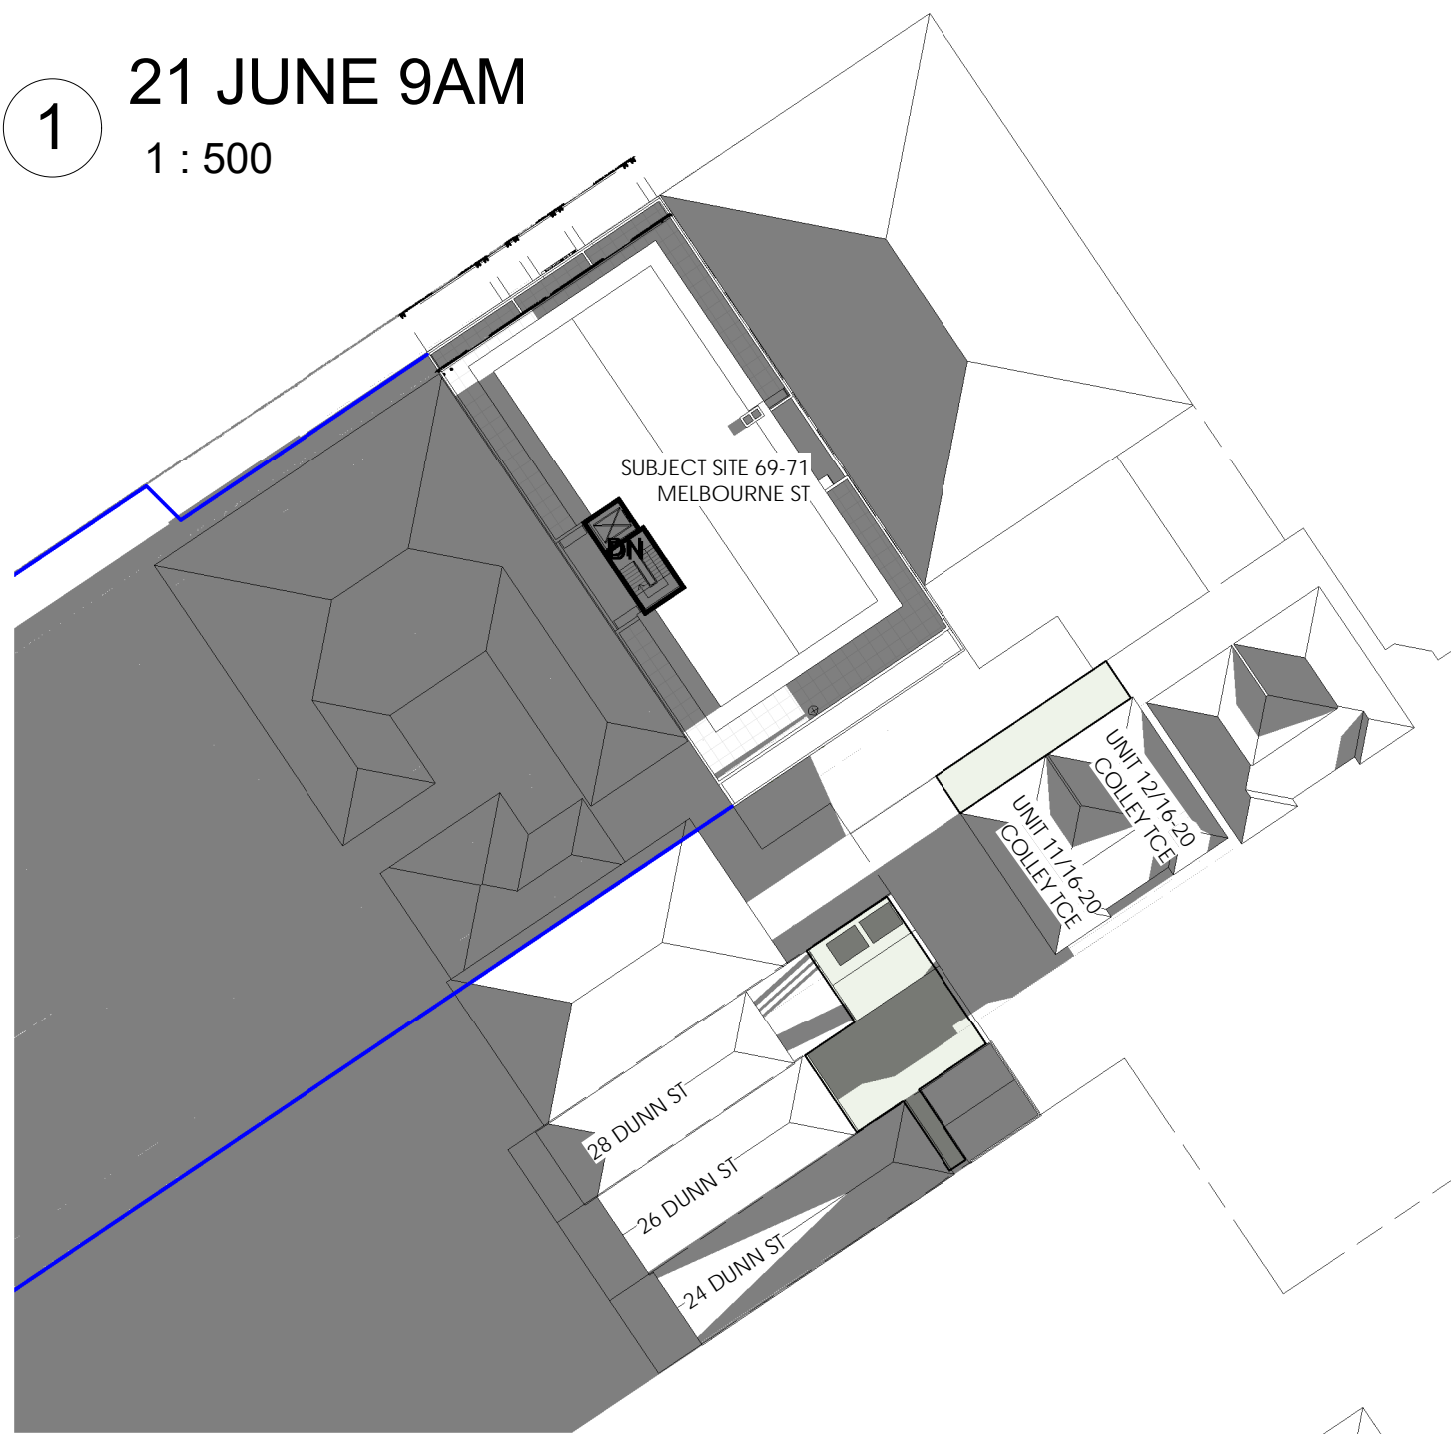 1
21 JUNE 9AM
1 : 500
SUBJECT SITE 69-71
MELBOURNE ST
UNIT 12/16-20
COLLEY TCE
UNIT 11/16-20
COLLEY TCE
28 DUNN ST
26 DUNN ST
24 DUNN ST